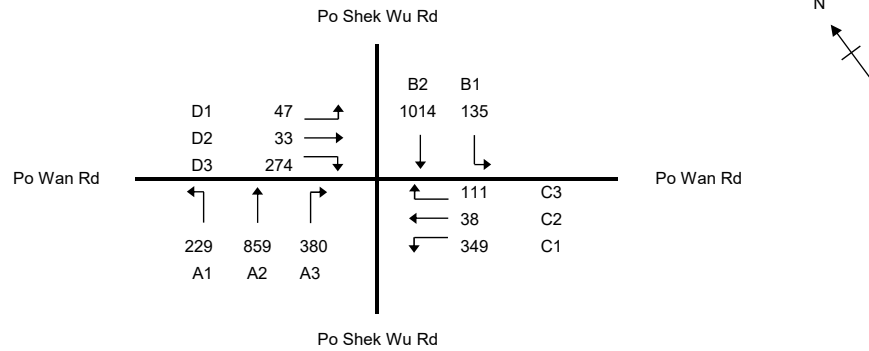 N
Po Shek Wu Rd
B2 B1
D1 47 1014 135
D2 33
D3 274
Po Wan Rd Po Wan Rd
111 C3
38 C2
229 859 380 349 C1
A1 A2 A3
Po Shek Wu Rd